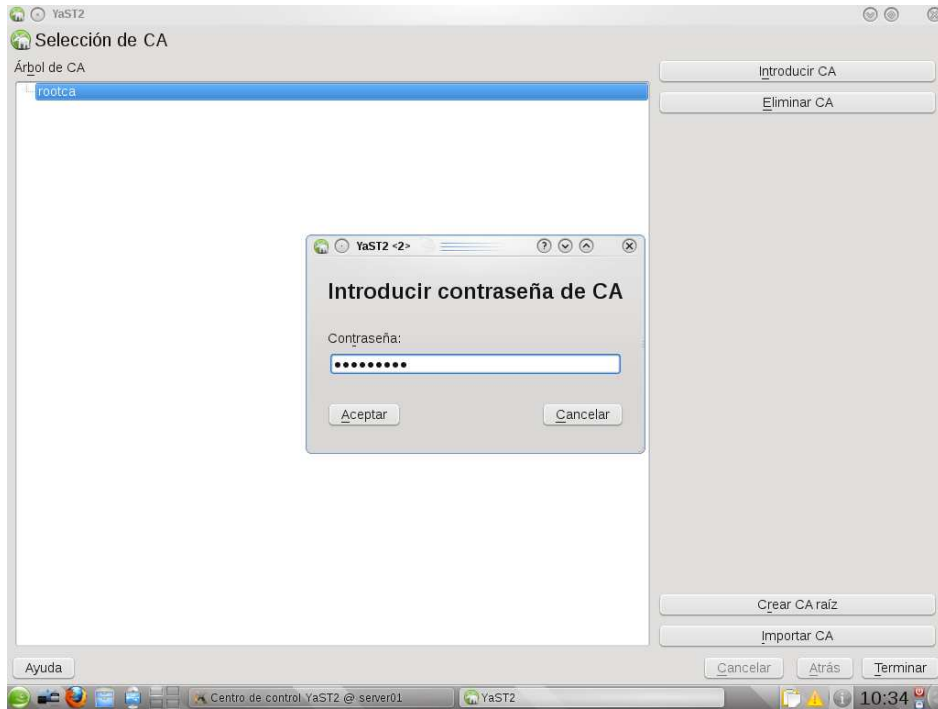 YaST2
Selección de CA
Árbol de CA
rootca
Introducir CA
Eliminar CA
YaST2 <2>
Introducir contraseña de CA
Contraseña:
•••••••••
Aceptar
Cancelar
Crear CA raíz
Importar CA
Ayuda
Cancelar
Atrás
Terminar
Centro de control YaST2 @ server01
YaST2
10:34